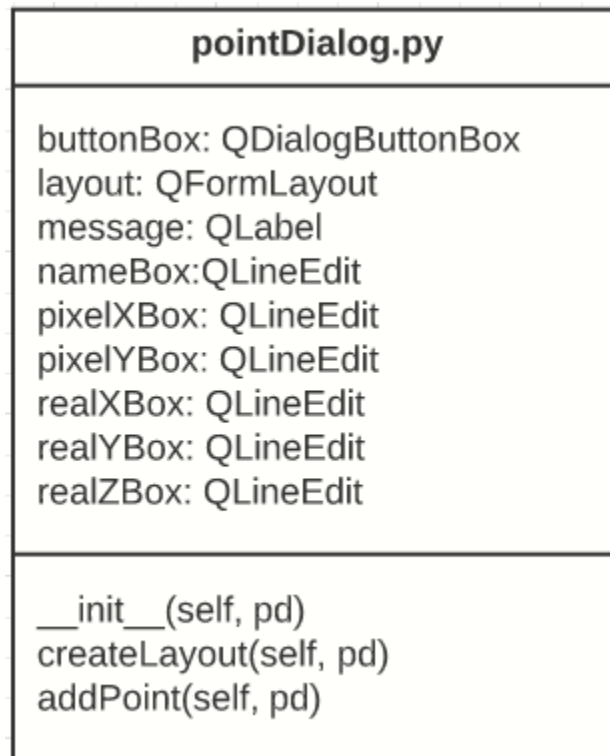 pointDialog.py
buttonBox: QDialogButtonBox
layout: QFormLayout
message: QLabel
nameBox:QLineEdit
pixelXBox: QLineEdit
pixelYBox: QLineEdit
realXBox: QLineEdit
realYBox: QLineEdit
realZBox: QLineEdit
__init__(self, pd)
createLayout(self, pd)
addPoint(self, pd)